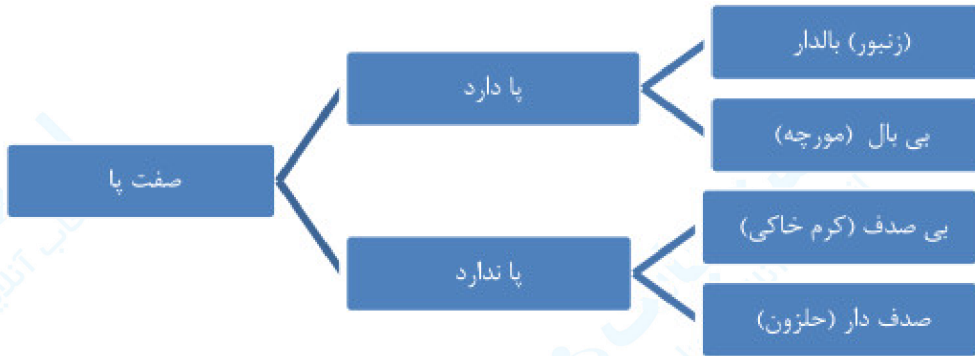 صفت پا
پا دارد
(زنبور) بالدار
بی بال (مورچه)
پا ندارد
بی صدف (کرم خاکی)
صدف دار (حلزون)